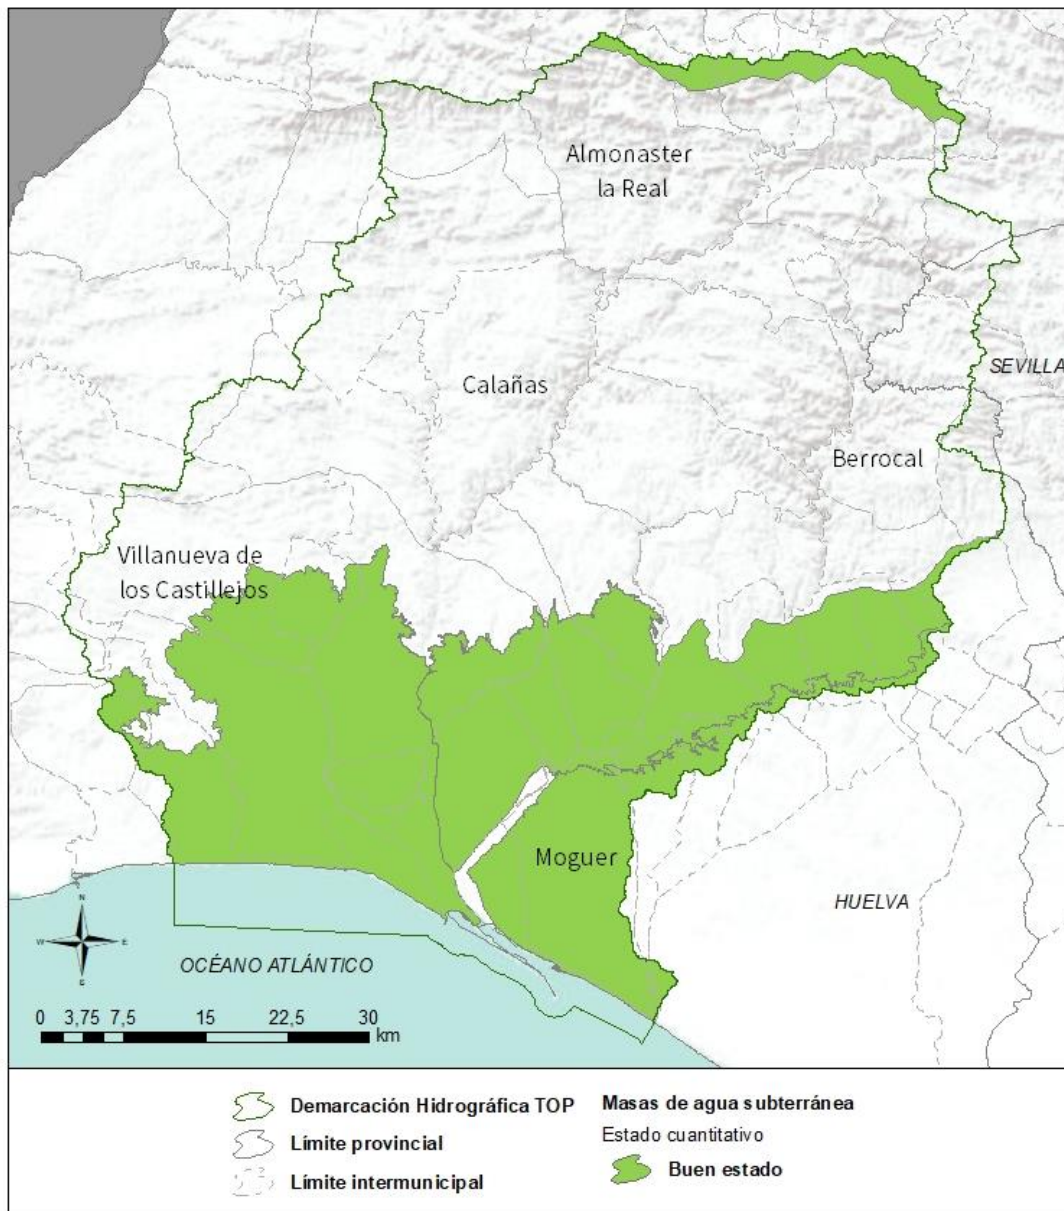 Almonaster
la Real
SEVILLA
Calañas
Berrocal
Villanueva de
los Castillejos
Moguer
HUELVA
N
W
E
S
OCÉANO ATLÁNTICO
0 3,75 7,5 15 22,5 30
km
Demarcación Hidrográfica TOP
Límite provincial
Límite intermunicipal
Masas de agua subterránea
Estado cuantitativo
Buen estado